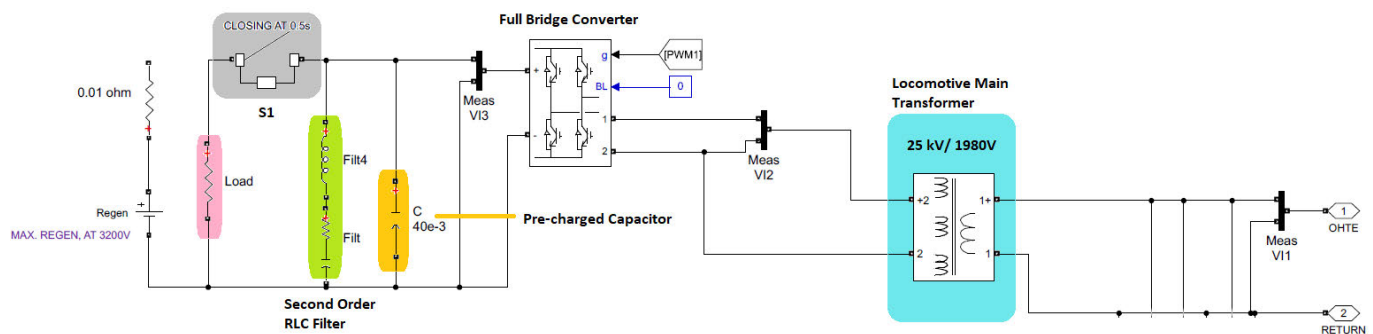 CLOSING AT 0.5s
S1
0.01 ohm
Load
Regen
MAX. REGEN, AT 3200V
Filt4
Filt
Second Order
RLC Filter
C
40e-3
Pre-charged Capacitor
Meas
VI3
Full Bridge Converter
+
-
g
BL
1
2
[PWM1]
0
Meas
VI2
Locomotive Main
Transformer
25 kV/ 1980V
+2
2
1+
1
Meas
VI1
1
OHTE
2
RETURN